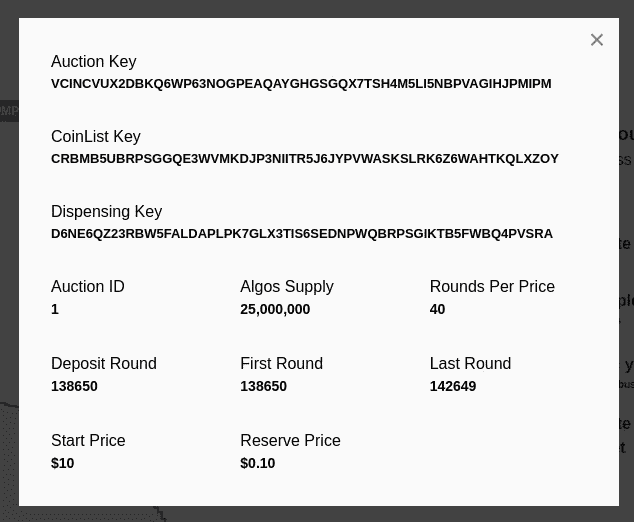 ×
Auction Key
VCINCVUX2DBKQ6WP63NOGPEAQAYGHGSGQX7TSH4M5LI5NBPVAGIHJPMIPM
CoinList Key
CRBMB5UBRPSGGQE3WVMKDJP3NIITR5J6JYPVWASKSLRK6Z6WAHTKQLXZOY
Dispensing Key
D6NE6QZ23RBW5FALDAPLPK7GLX3TIS6SEDNPWQBRPSGIKTB5FWBQ4PVSRA
Auction ID Algos Supply Rounds Per Price
1 25,000,000 40
Deposit Round First Round Last Round
138650 138650 142649
Start Price Reserve Price
$10 $0.10